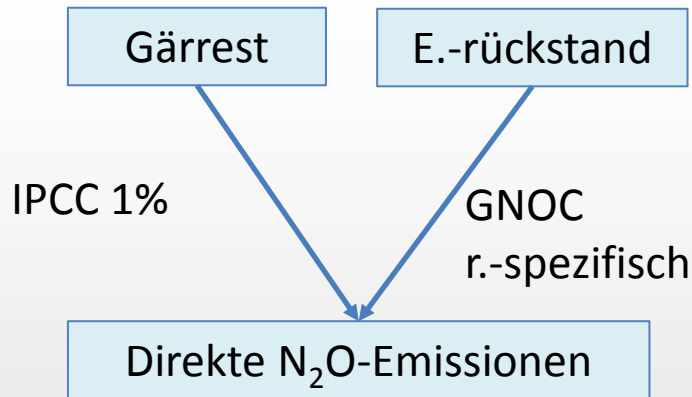 Gärrest
E.-rückstand
IPCC 1%
GNOC
r.-spezifisch
Direkte N₂O-Emissionen